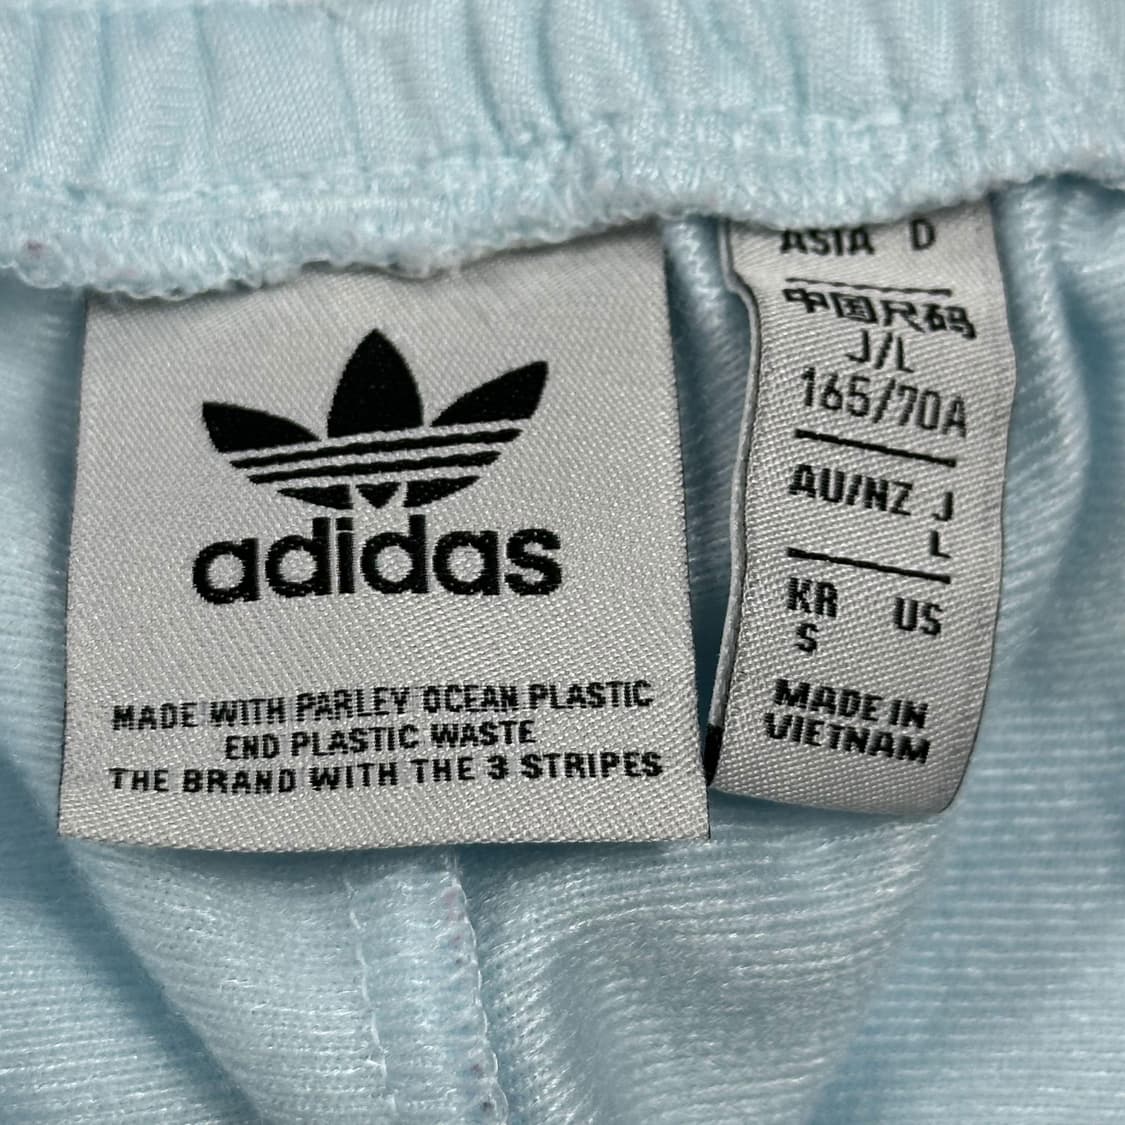 adidas
MADE WITH PARLEY OCEAN PLASTIC
END PLASTIC WASTE
THE BRAND WITH THE 3 STRIPES
ASIA D
中国尺码
J/L
165/70A
AU/NZ J
L
KR US
S
MADE IN
VIETNAM